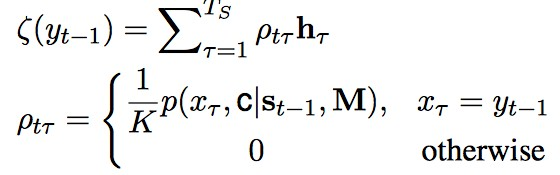 ζ(y_{t−1}) = ∑_{τ=1}^{T_S} ρ_{tτ} h_τ
ρ_{tτ} = { 1/K p(x_τ, c|s_{t−1}, M), x_τ = y_{t−1}
0 otherwise